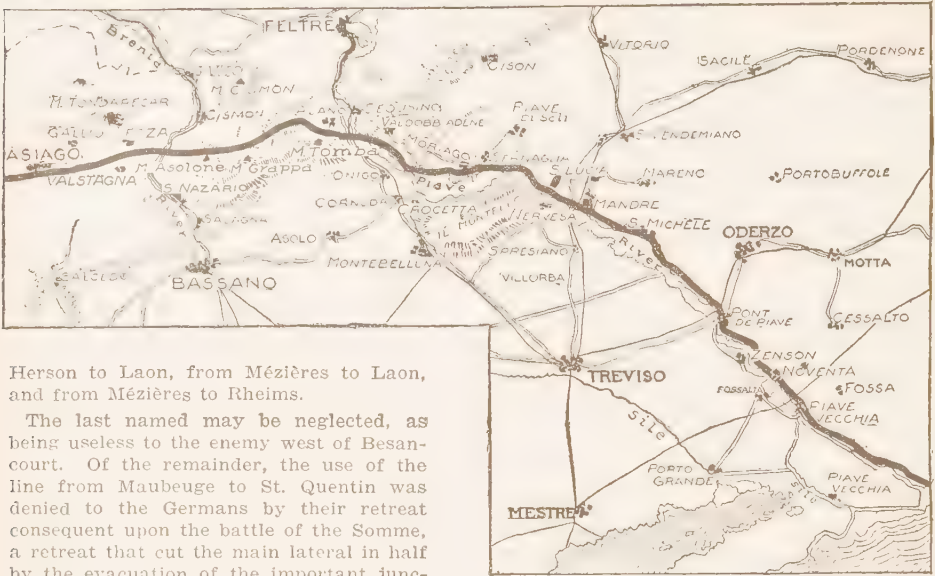 FELTRE
Brenta
VITORIO
CISON
SACILE
PORDENONE
CISMON
ASIAGO
VALSTAGNA
M. Asolone
M. Grappa
M. Tomba
S. NAZARIO
VALDOBBIADENE
PIAVE
Piave
ONIGO
CROCETTA
IL MONTELLO
NERVESA
S. LUCIA
MARENO
MANDRE
S. MICHELE
PORTOBUFFOLE
ASOLO
MONTEBELLUNA
SPRESIANO
VILLORBA
River
ODERZO
MOTTA
BASSANO
PONT
DE PIAVE
CESSALTO
ZENSON
NOVENTA
FOSSALTA
FOSSA
PIAVE
VECCHIA
TREVISO
Sile
PORTO
GRANDE
PIAVE
VECCHIA
Sile
MESTRE
Herson to Laon, from Mézières to Laon,
and from Mézières to Rheims.
The last named may be neglected, as
being useless to the enemy west of Besan-
court. Of the remainder, the use of the
line from Maubeuge to St. Quentin was
denied to the Germans by their retreat
consequent upon the battle of the Somme,
a retreat that cut the main lateral in half
by the evacuation of the important junc-